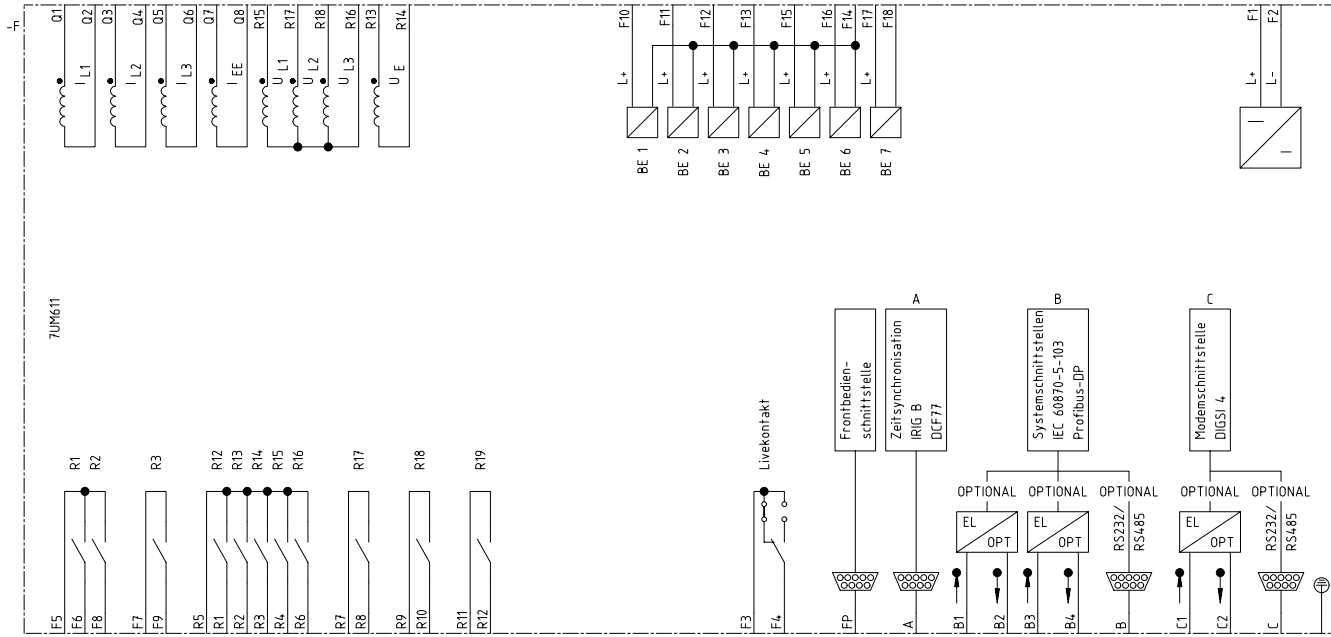 -F
Q1
Q2
Q3
Q4
Q5
Q6
Q7
Q8
R15
R17
R18
R16
R13
R14
F10
F11
F12
F13
F15
F16
F14
F17
F18
F1
F2
I L1
I L2
I L3
I EE
U L1
U L2
U L3
U E
L+
L+
L+
L+
L+
L+
L+
L+
L-
BE 1
BE 2
BE 3
BE 4
BE 5
BE 6
BE 7
7UM611
A
B
C
Frontbedien-
schnittstelle
Zeitsynchronisation
IRIG B
DCF77
Systemschnittstellen
IEC 60870-5-103
Profibus-DP
Modemschnittstelle
DIGSI 4
R1
R2
R3
R12
R13
R14
R15
R16
R17
R18
R19
Livekontakt
OPTIONAL
OPTIONAL
OPTIONAL
OPTIONAL
OPTIONAL
EL
OPT
EL
OPT
RS232/
RS485
EL
OPT
RS232/
RS485
F5
F6
F8
F7
F9
R5
R1
R2
R3
R4
R6
R7
R8
R9
R10
R11
R12
F3
F4
FP
A
B1
B2
B3
B4
B
C1
C2
C